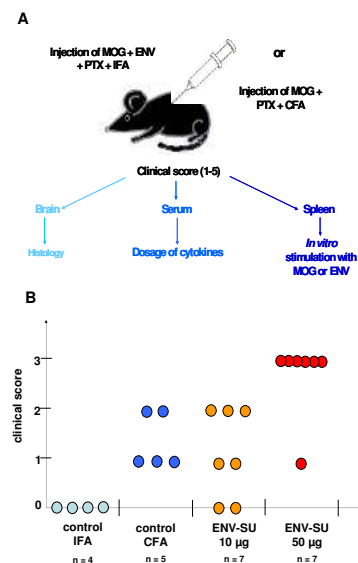 A
Injection of MOG + ENV
+ PTX + IFA
or
Injection of MOG +
PTX + CFA
Clinical score (1-5)
Brain
Serum
Spleen
Histology
Dosage of cytokines
In vitro
stimulation with
MOG or ENV
B
clinical score
3
2
1
0
control
IFA
n = 4
control
CFA
n = 5
ENV-SU
10 µg
n = 7
ENV-SU
50 µg
n = 7